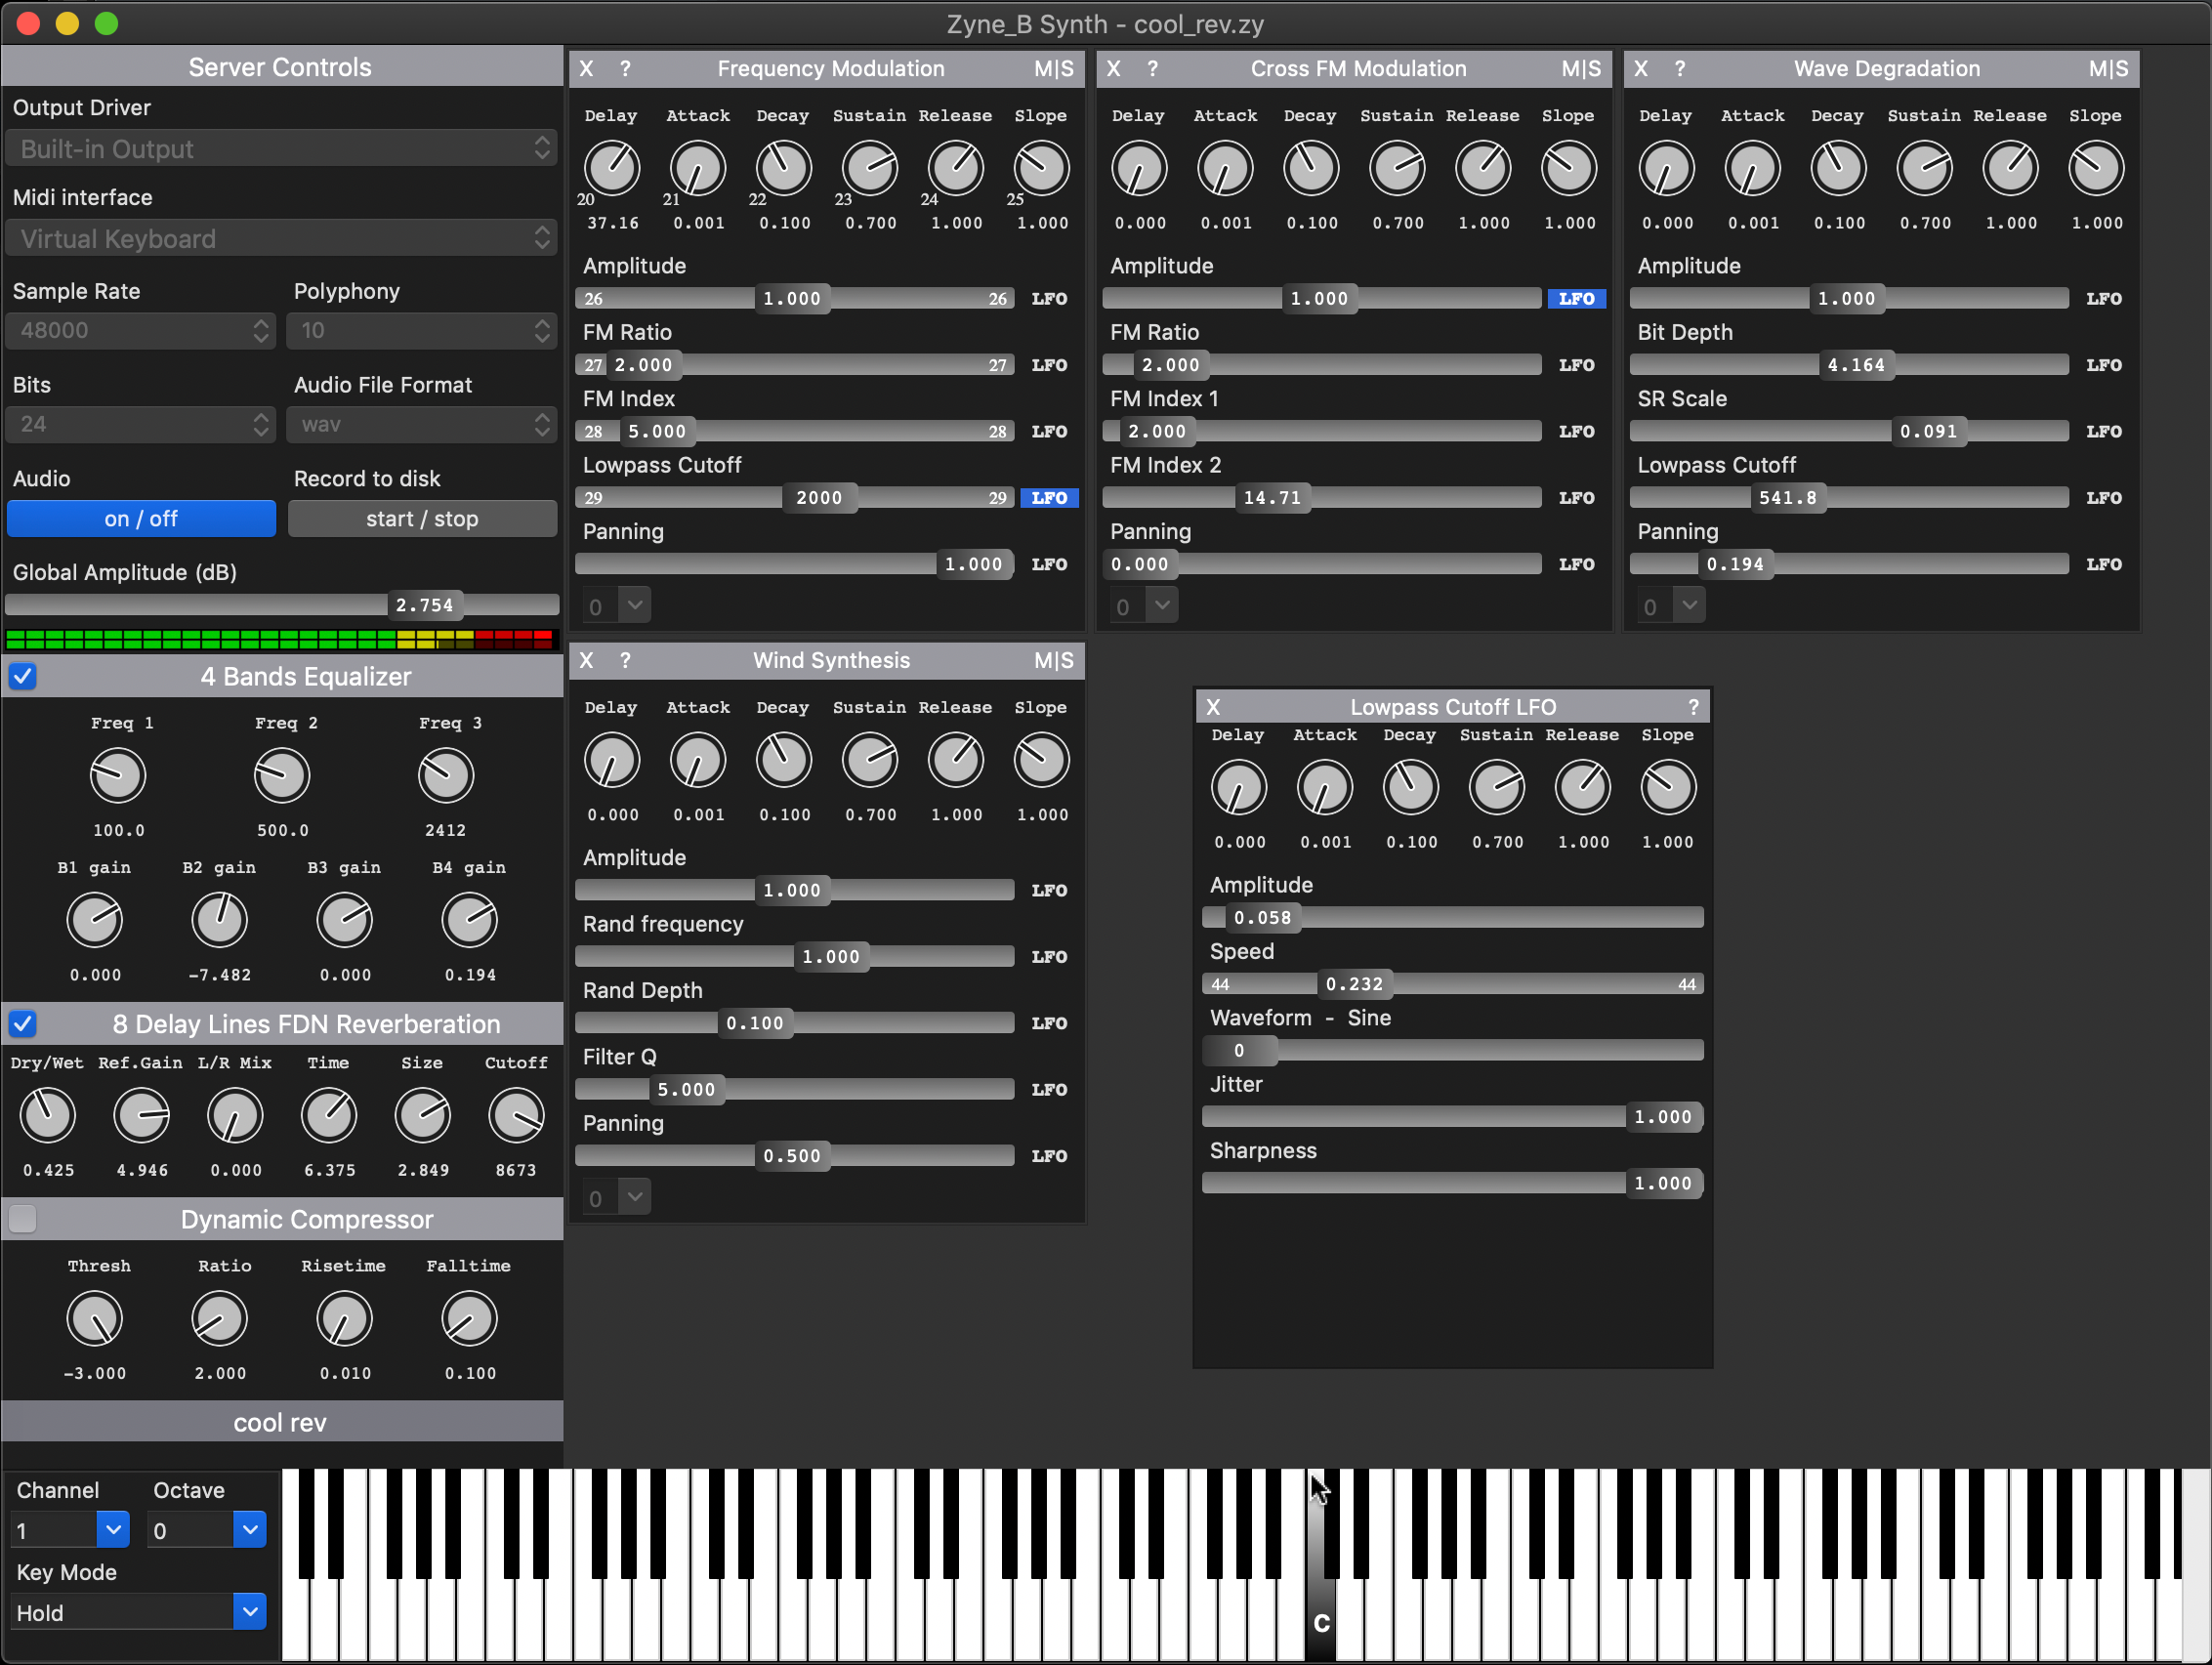 Zyne_B Synth - cool_rev.zy
Server Controls
Output Driver
Built-in Output
Midi interface
Virtual Keyboard
Sample Rate Polyphony
48000 10
Bits Audio File Format
24 wav
Audio Record to disk
on / off start / stop
Global Amplitude (dB)
2.754
4 Bands Equalizer
Freq 1 Freq 2 Freq 3
100.0 500.0 2412
B1 gain B2 gain B3 gain B4 gain
0.000 -7.482 0.000 0.194
8 Delay Lines FDN Reverberation
Dry/Wet Ref.Gain L/R Mix Time Size Cutoff
0.425 4.946 0.000 6.375 2.849 8673
Dynamic Compressor
Thresh Ratio Risetime Falltime
-3.000 2.000 0.010 0.100
cool rev
X ? Frequency Modulation M|S
Delay Attack Decay Sustain Release Slope
20 21 22 23 24 25
37.16 0.001 0.100 0.700 1.000 1.000
Amplitude
26 1.000 26 LFO
FM Ratio
27 2.000 27 LFO
FM Index
28 5.000 28 LFO
Lowpass Cutoff
29 2000 29 LFO
Panning
1.000 LFO
0
X ? Cross FM Modulation M|S
Delay Attack Decay Sustain Release Slope
0.000 0.001 0.100 0.700 1.000 1.000
Amplitude
1.000 LFO
FM Ratio
2.000 LFO
FM Index 1
2.000 LFO
FM Index 2
14.71 LFO
Panning
0.000 LFO
0
X ? Wave Degradation M|S
Delay Attack Decay Sustain Release Slope
0.000 0.001 0.100 0.700 1.000 1.000
Amplitude
1.000 LFO
Bit Depth
4.164 LFO
SR Scale
0.091 LFO
Lowpass Cutoff
541.8 LFO
Panning
0.194 LFO
0
X ? Wind Synthesis M|S
Delay Attack Decay Sustain Release Slope
0.000 0.001 0.100 0.700 1.000 1.000
Amplitude
1.000 LFO
Rand frequency
1.000 LFO
Rand Depth
0.100 LFO
Filter Q
5.000 LFO
Panning
0.500 LFO
0
X Lowpass Cutoff LFO ?
Delay Attack Decay Sustain Release Slope
0.000 0.001 0.100 0.700 1.000 1.000
Amplitude
0.058
Speed
44 0.232 44
Waveform - Sine
0
Jitter
1.000
Sharpness
1.000
Channel Octave
1 0
Key Mode
Hold
C